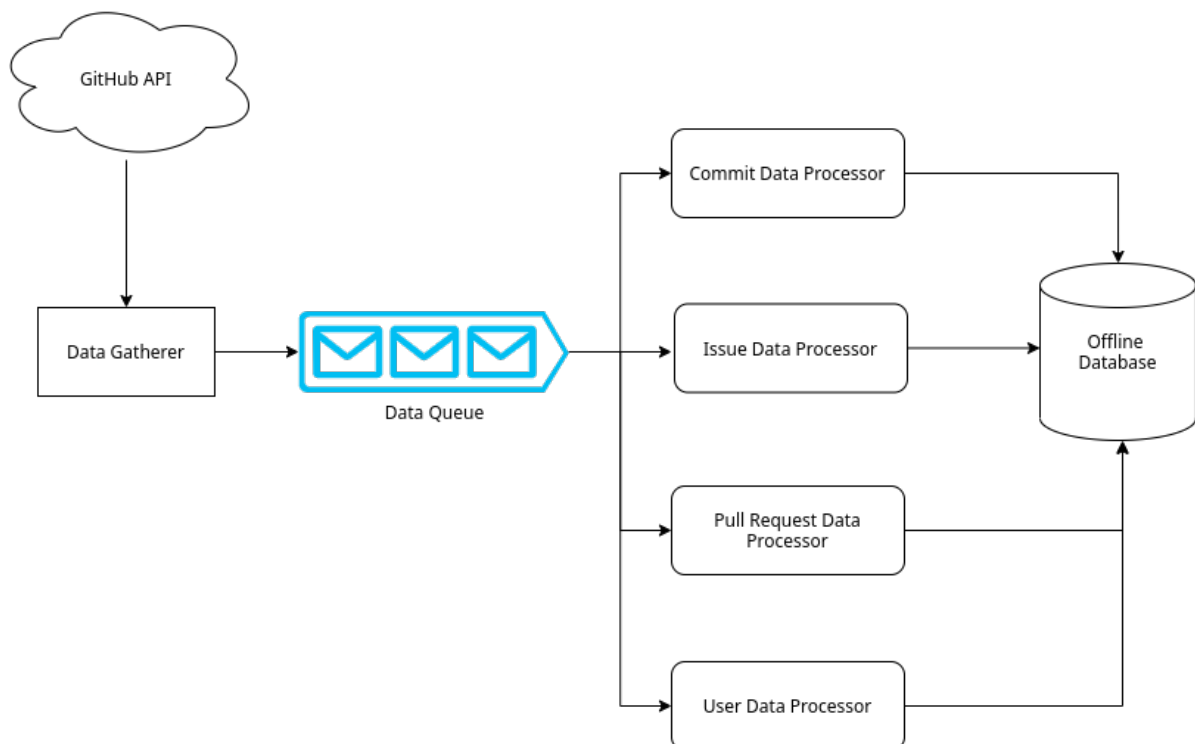 GitHub API
Commit Data Processor
Data Gatherer
Data Queue
Issue Data Processor
Offline
Database
Pull Request Data
Processor
User Data Processor